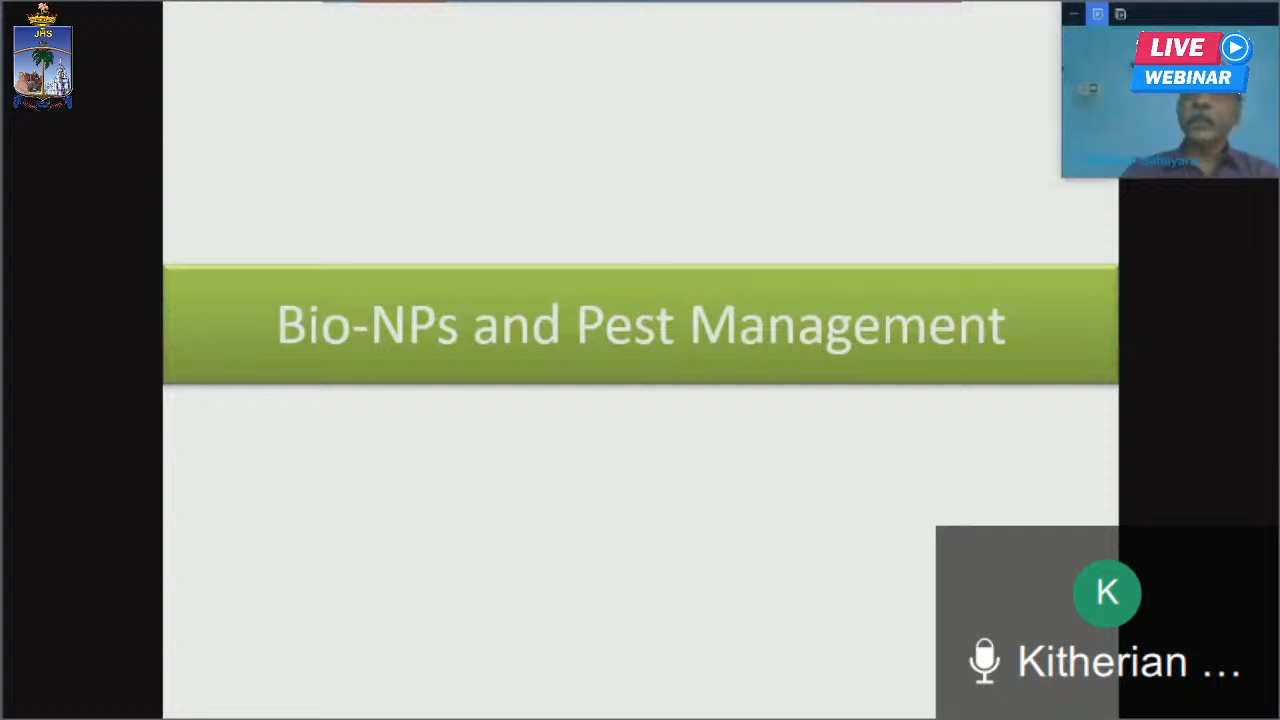 JHS
LIVE
WEBINAR
Bio-NPs and Pest Management
K
Kitherian ...